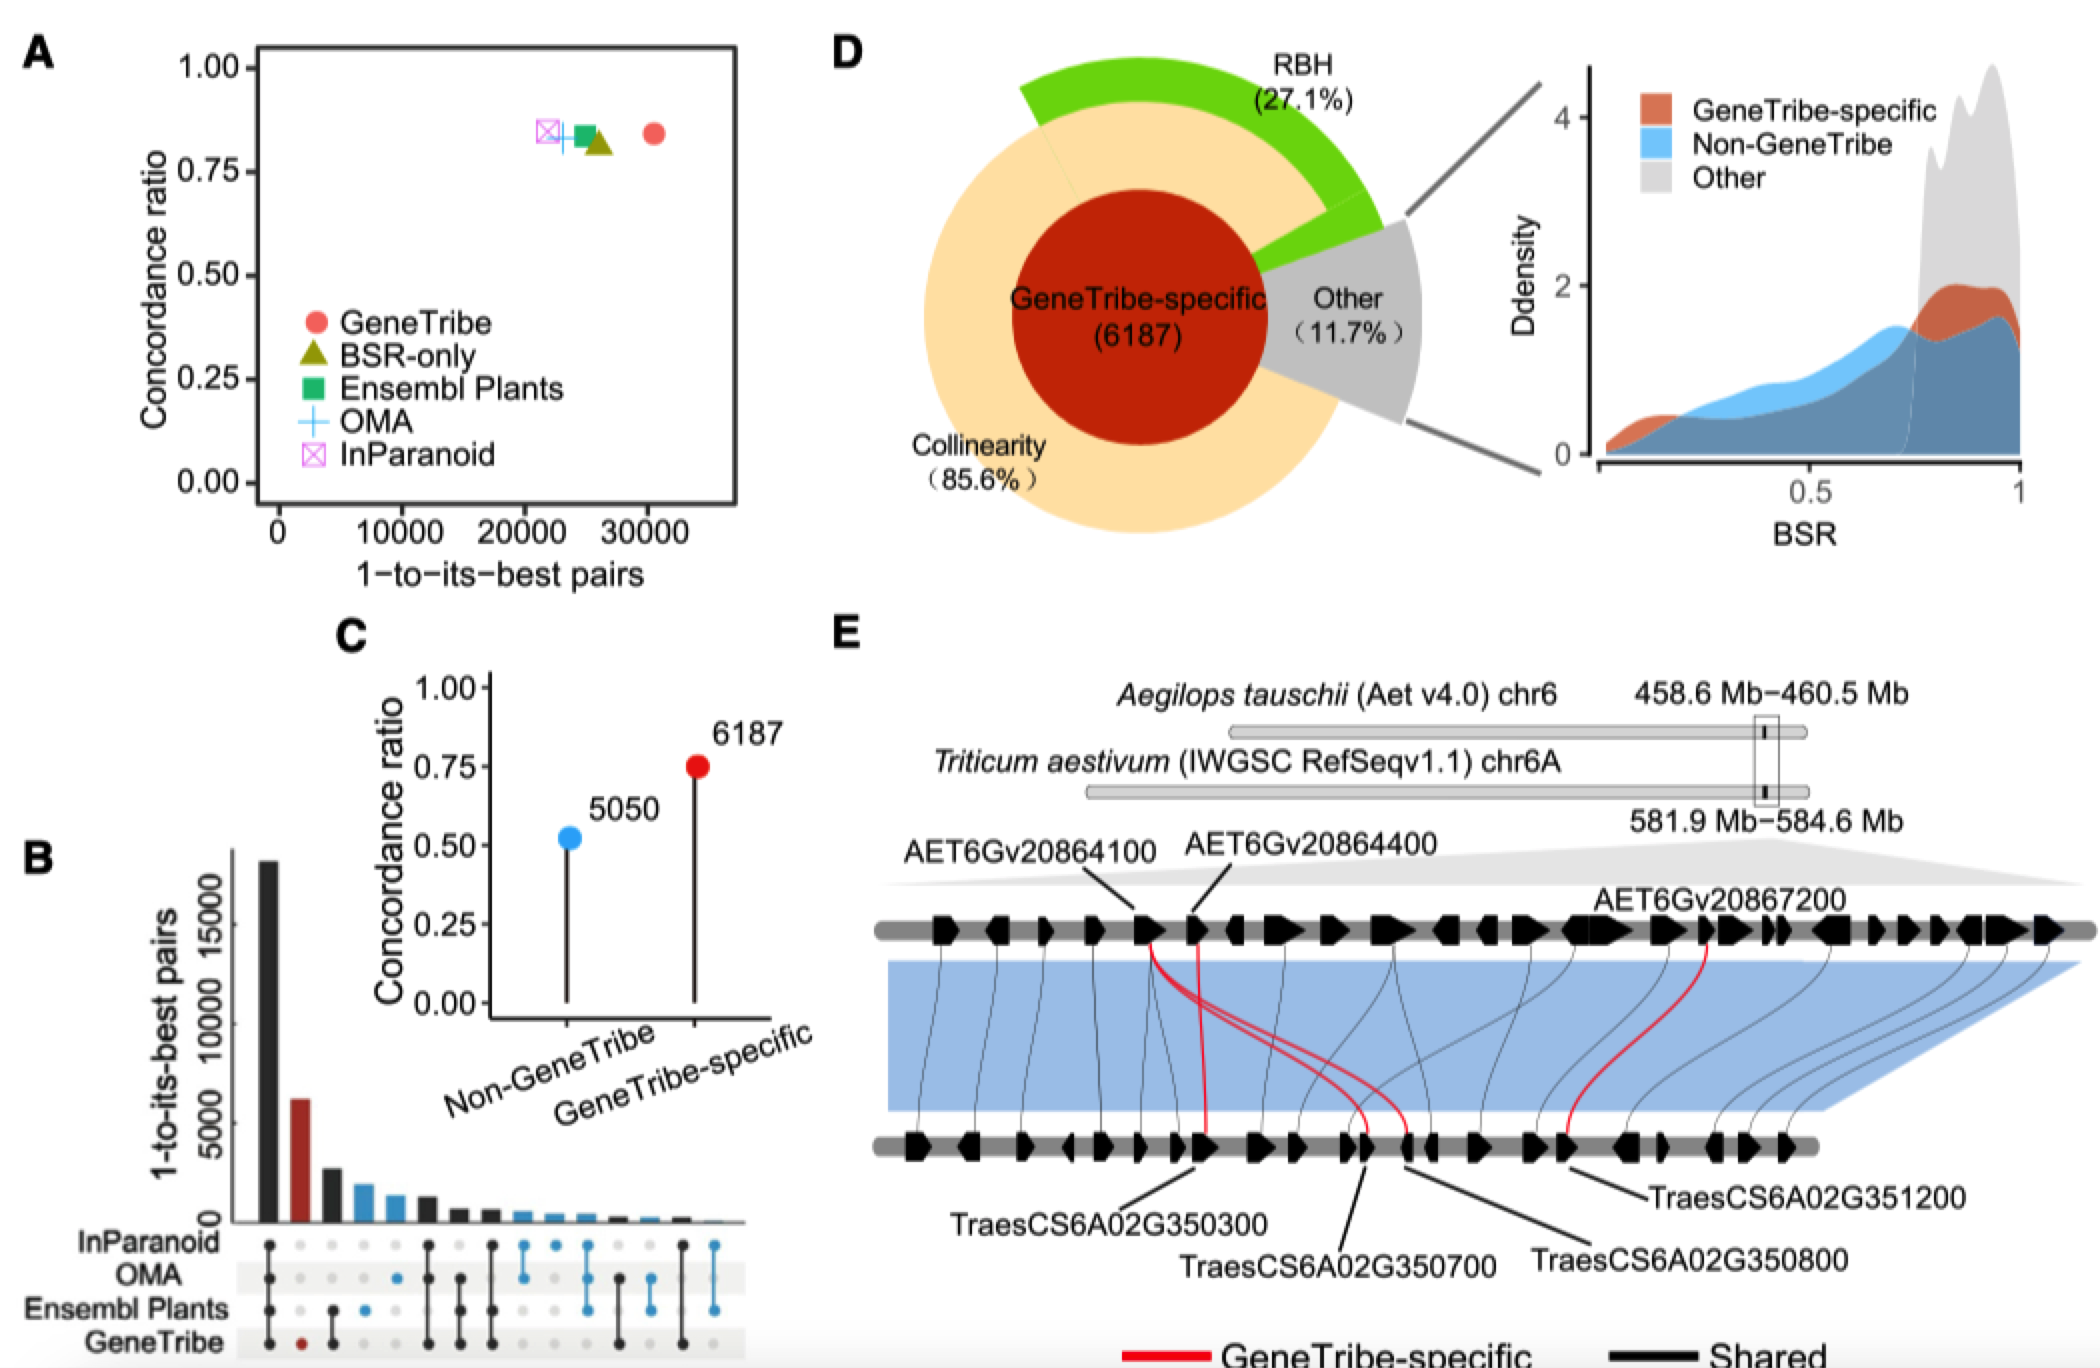 A
Concordance ratio
1.00
0.75
0.50
0.25
0.00
GeneTribe
BSR-only
Ensembl Plants
OMA
InParanoid
0 10000 20000 30000
1−to−its−best pairs
B
1-to-its-best pairs
15000
10000
5000
0
InParanoid
OMA
Ensembl Plants
GeneTribe
C
Concordance ratio
1.00
0.75
0.50
0.25
0.00
6187
5050
Non-GeneTribe
GeneTribe-specific
D
RBH
(27.1%)
GeneTribe-specific
(6187)
Other
(11.7%)
Collinearity
(85.6%)
Ddensity
4
2
0
GeneTribe-specific
Non-GeneTribe
Other
0.5 1
BSR
E
Aegilops tauschii (Aet v4.0) chr6 458.6 Mb−460.5 Mb
Triticum aestivum (IWGSC RefSeqv1.1) chr6A
581.9 Mb−584.6 Mb
AET6Gv20864100 AET6Gv20864400
AET6Gv20867200
TraesCS6A02G351200
TraesCS6A02G350300
TraesCS6A02G350700 TraesCS6A02G350800
GeneTribe-specific Shared